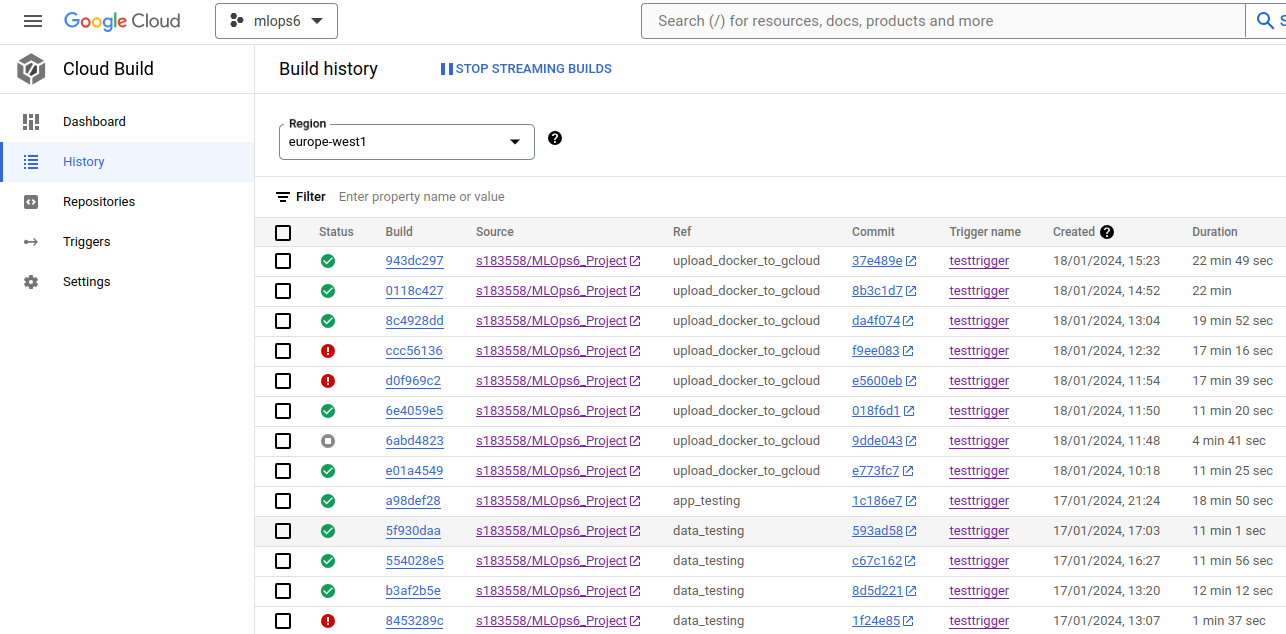 Google Cloud mlops6 Search (/) for resources, docs, products and more S
Cloud Build Build history STOP STREAMING BUILDS
Dashboard
History
Repositories
Triggers
Settings
Region
europe-west1
Filter Enter property name or value
Status Build Source Ref Commit Trigger name Created Duration
943dc297 s183558/MLOps6_Project upload_docker_to_gcloud 37e489e testtrigger 18/01/2024, 15:23 22 min 49 sec
0118c427 s183558/MLOps6_Project upload_docker_to_gcloud 8b3c1d7 testtrigger 18/01/2024, 14:52 22 min
8c4928dd s183558/MLOps6_Project upload_docker_to_gcloud da4f074 testtrigger 18/01/2024, 13:04 19 min 52 sec
ccc56136 s183558/MLOps6_Project upload_docker_to_gcloud f9ee083 testtrigger 18/01/2024, 12:32 17 min 16 sec
d0f969c2 s183558/MLOps6_Project upload_docker_to_gcloud e5600eb testtrigger 18/01/2024, 11:54 17 min 39 sec
6e4059e5 s183558/MLOps6_Project upload_docker_to_gcloud 018f6d1 testtrigger 18/01/2024, 11:50 11 min 20 sec
6abd4823 s183558/MLOps6_Project upload_docker_to_gcloud 9dde043 testtrigger 18/01/2024, 11:48 4 min 41 sec
e01a4549 s183558/MLOps6_Project upload_docker_to_gcloud e773fc7 testtrigger 18/01/2024, 10:18 11 min 25 sec
a98def28 s183558/MLOps6_Project app_testing 1c186e7 testtrigger 17/01/2024, 21:24 18 min 50 sec
5f930daa s183558/MLOps6_Project data_testing 593ad58 testtrigger 17/01/2024, 17:03 11 min 1 sec
554028e5 s183558/MLOps6_Project data_testing c67c162 testtrigger 17/01/2024, 16:27 11 min 56 sec
b3af2b5e s183558/MLOps6_Project data_testing 8d5d221 testtrigger 17/01/2024, 13:20 12 min 12 sec
8453289c s183558/MLOps6_Project data_testing 1f24e85 testtrigger 17/01/2024, 13:07 1 min 37 sec